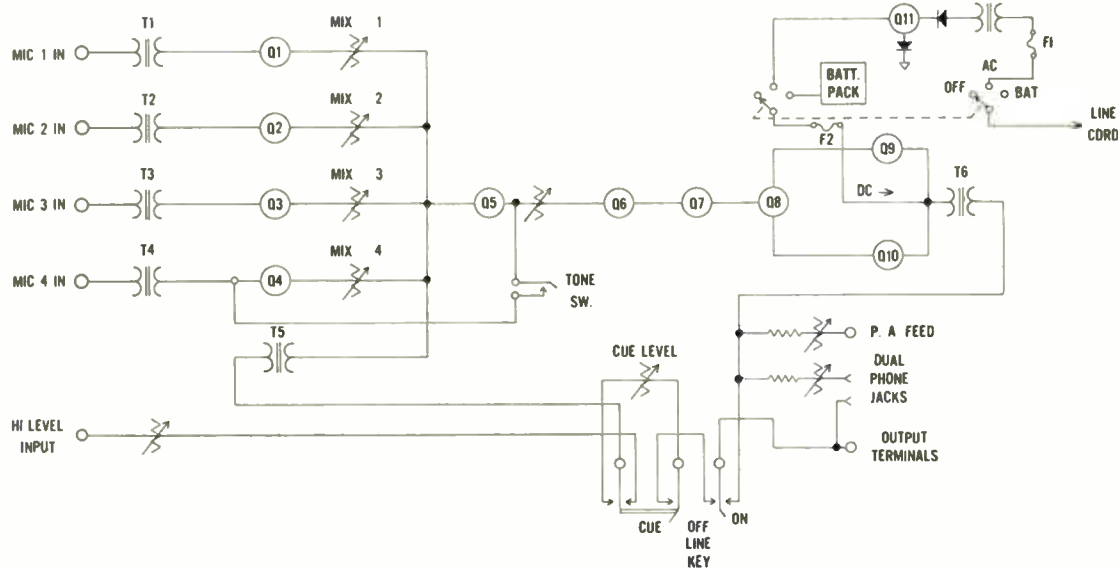 T1
MIX 1
MIC 1 IN
Q1
T2
MIX 2
MIC 2 IN
Q2
T3
MIX 3
MIC 3 IN
Q3
T4
MIX 4
MIC 4 IN
Q4
T5
Q5
TONE
SW.
Q6
Q7
Q8
Q9
Q10
DC →
T6
Q11
F1
AC
OFF
BAT
BATT.
PACK
F2
LINE
CDRD
P. A FEED
DUAL
PHONE
JACKS
OUTPUT
TERMINALS
CUE LEVEL
HI LEVEL
INPUT
CUE
OFF
LINE
KEY
ON